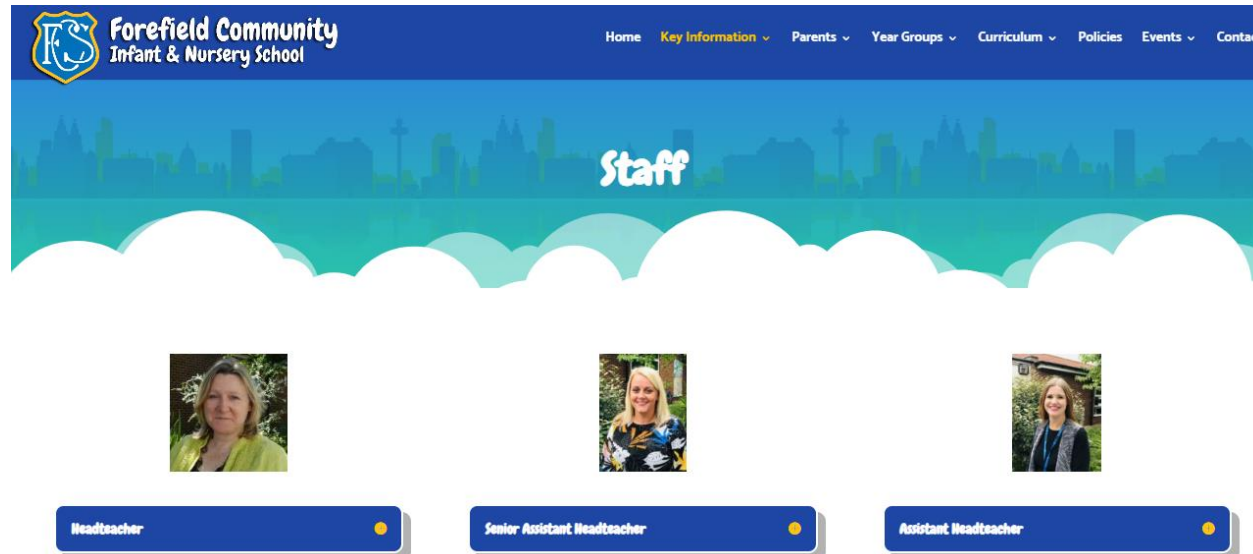 FCS
Forefield Community
Infant & Nursery School
Home Key Information Parents Year Groups Curriculum Policies Events
Staff
Headteacher
Senior Assistant Headteacher
Assistant Headteacher